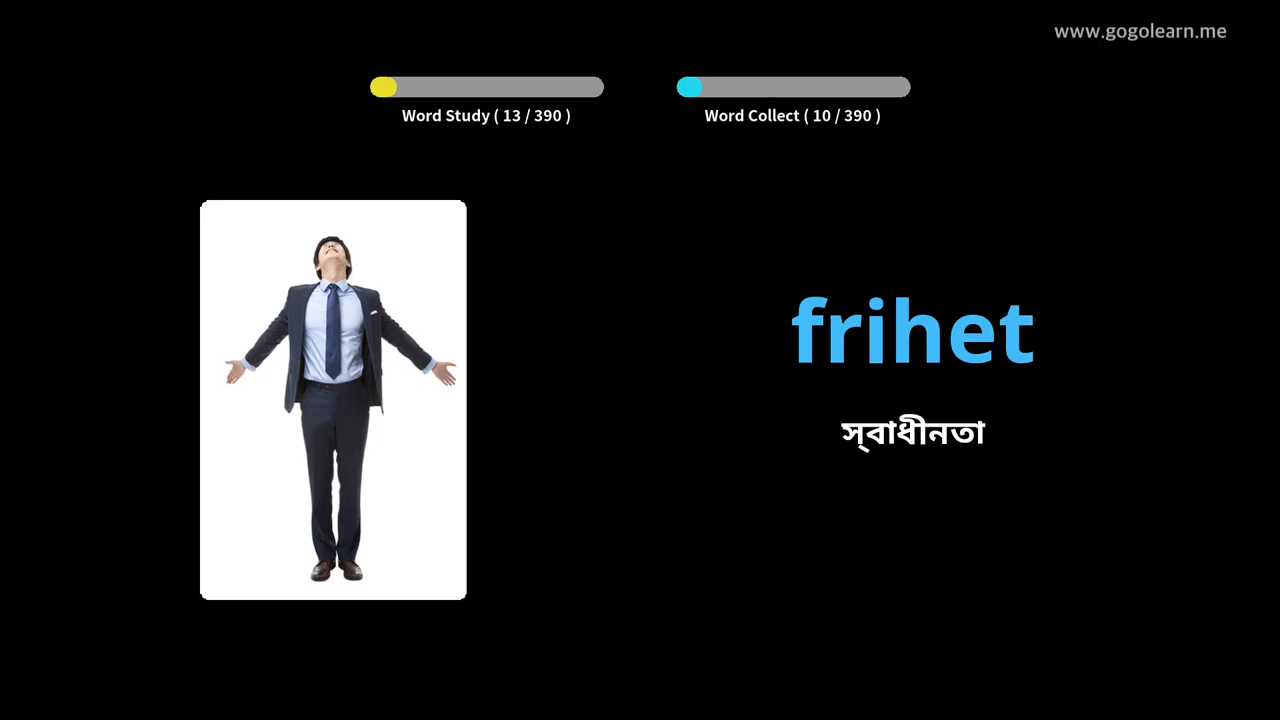 www.gogolearn.me
Word Study ( 13 / 390 )
Word Collect ( 10 / 390 )
frihet
স্বাধীনতা